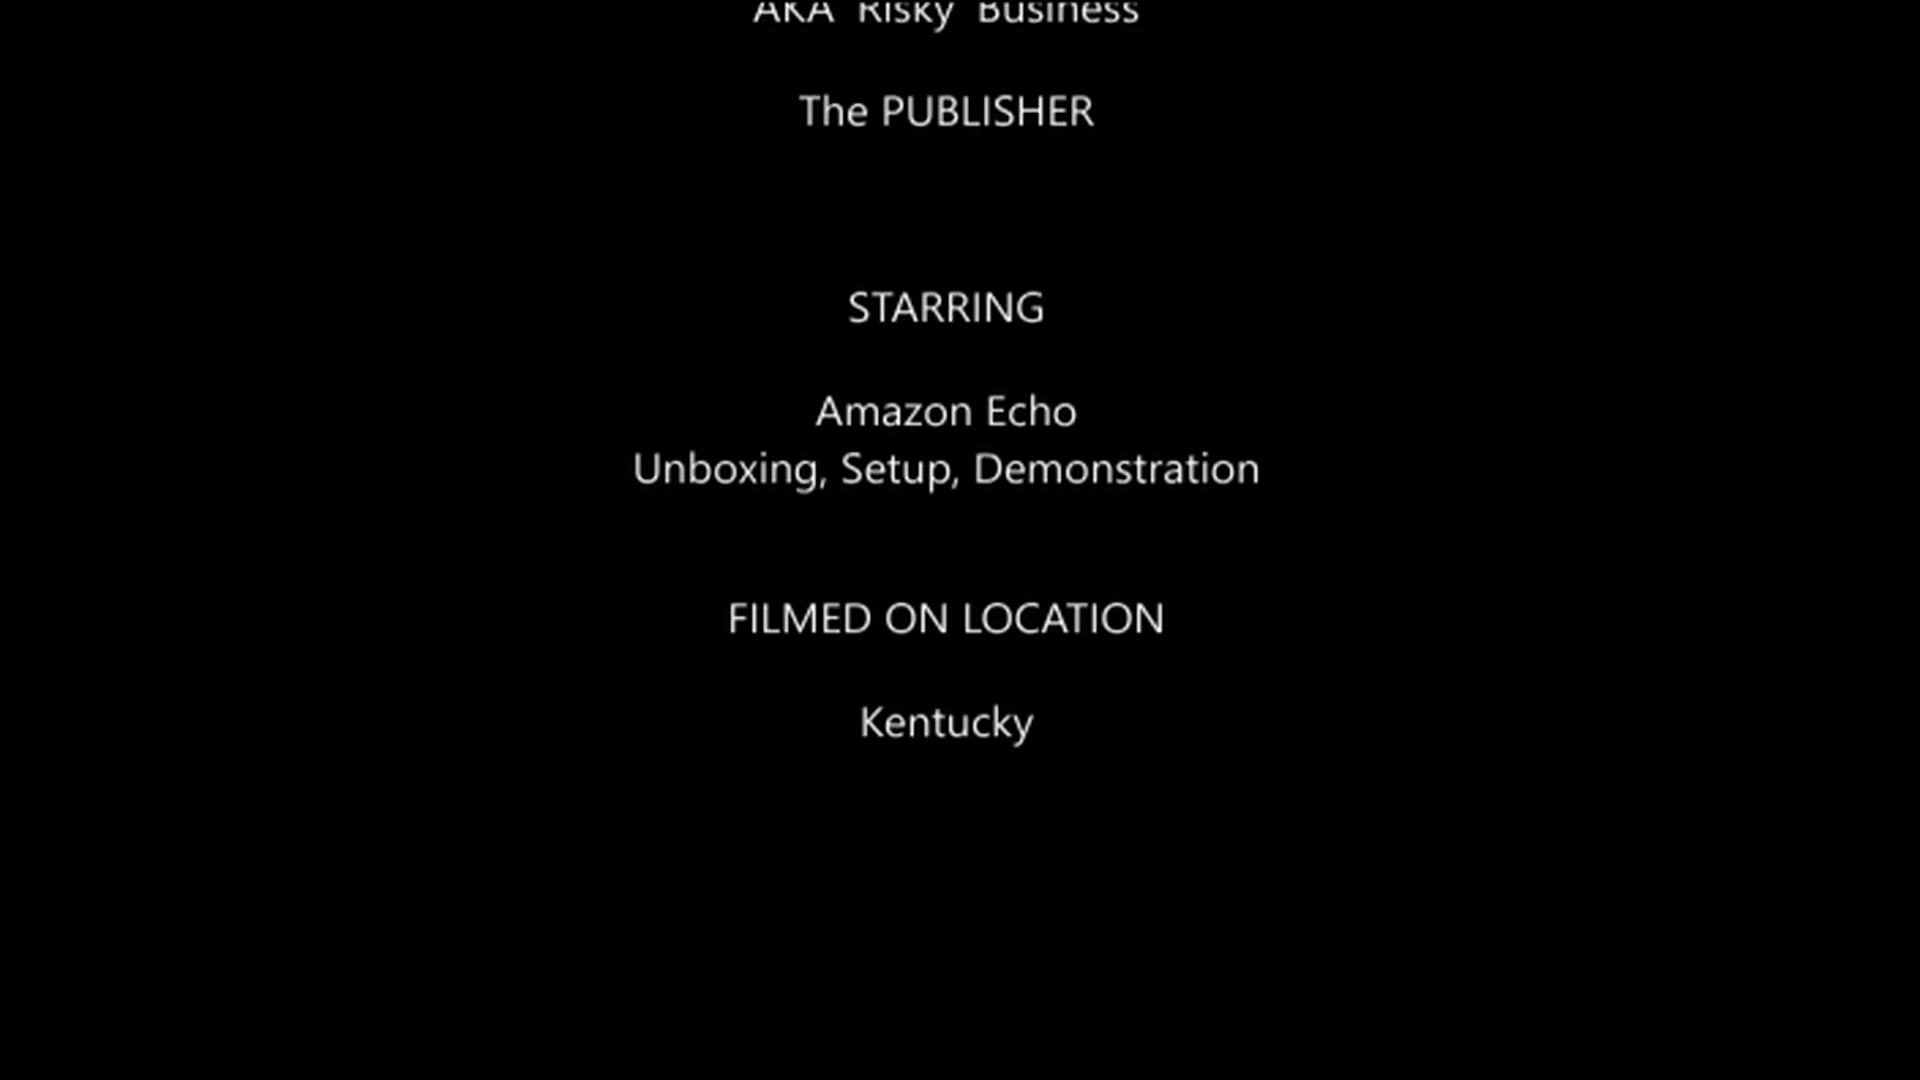 AKA Risky Business
The PUBLISHER
STARRING
Amazon Echo
Unboxing, Setup, Demonstration
FILMED ON LOCATION
Kentucky